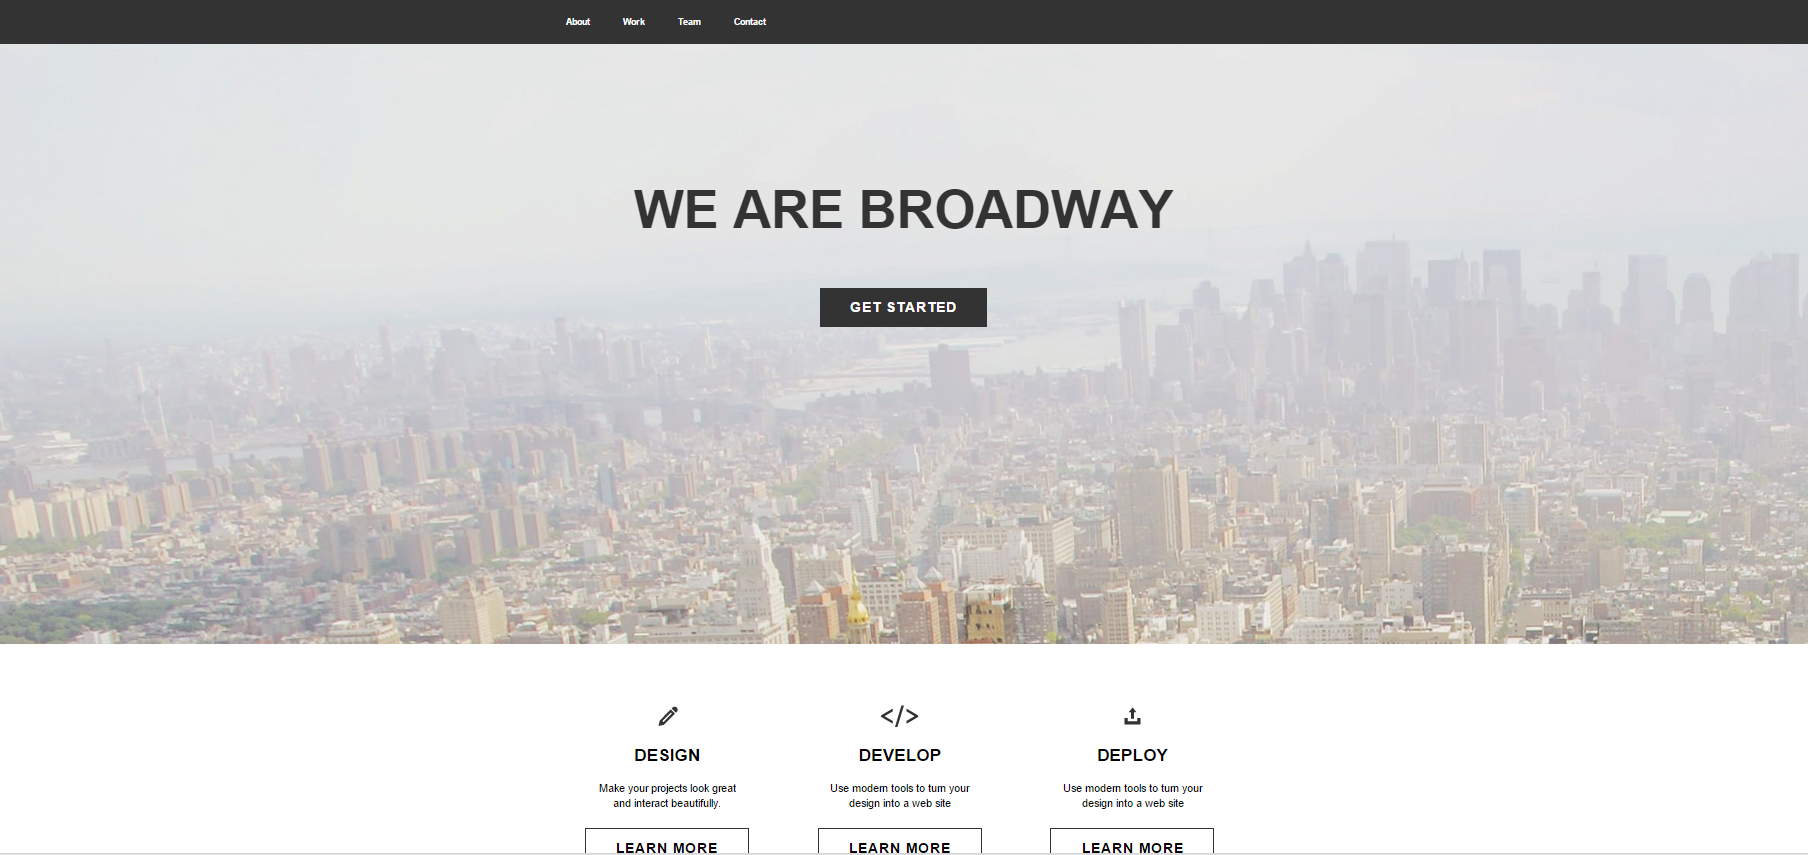 About Work Team Contact
WE ARE BROADWAY
GET STARTED
</>
DESIGN DEVELOP DEPLOY
Make your projects look great Use modern tools to turn your Use modern tools to turn your
and interact beautifully. design into a web site design into a web site
LEARN MORE LEARN MORE LEARN MORE